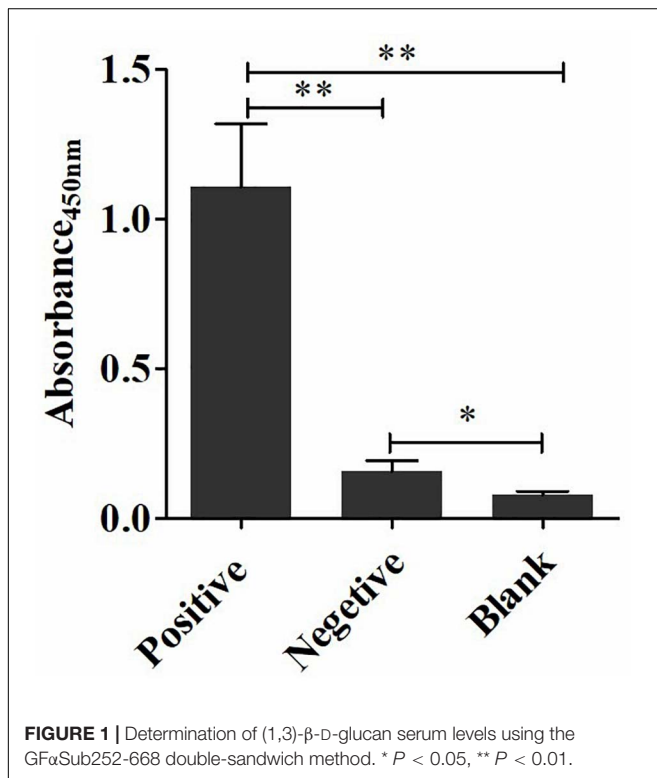 1.5
1.0
0.5
0.0
Absorbance450nm
**
**
*
Positive
Negetive
Blank
FIGURE 1 | Determination of (1,3)-β-D-glucan serum levels using the
GFαSub252-668 double-sandwich method. * P < 0.05, ** P < 0.01.